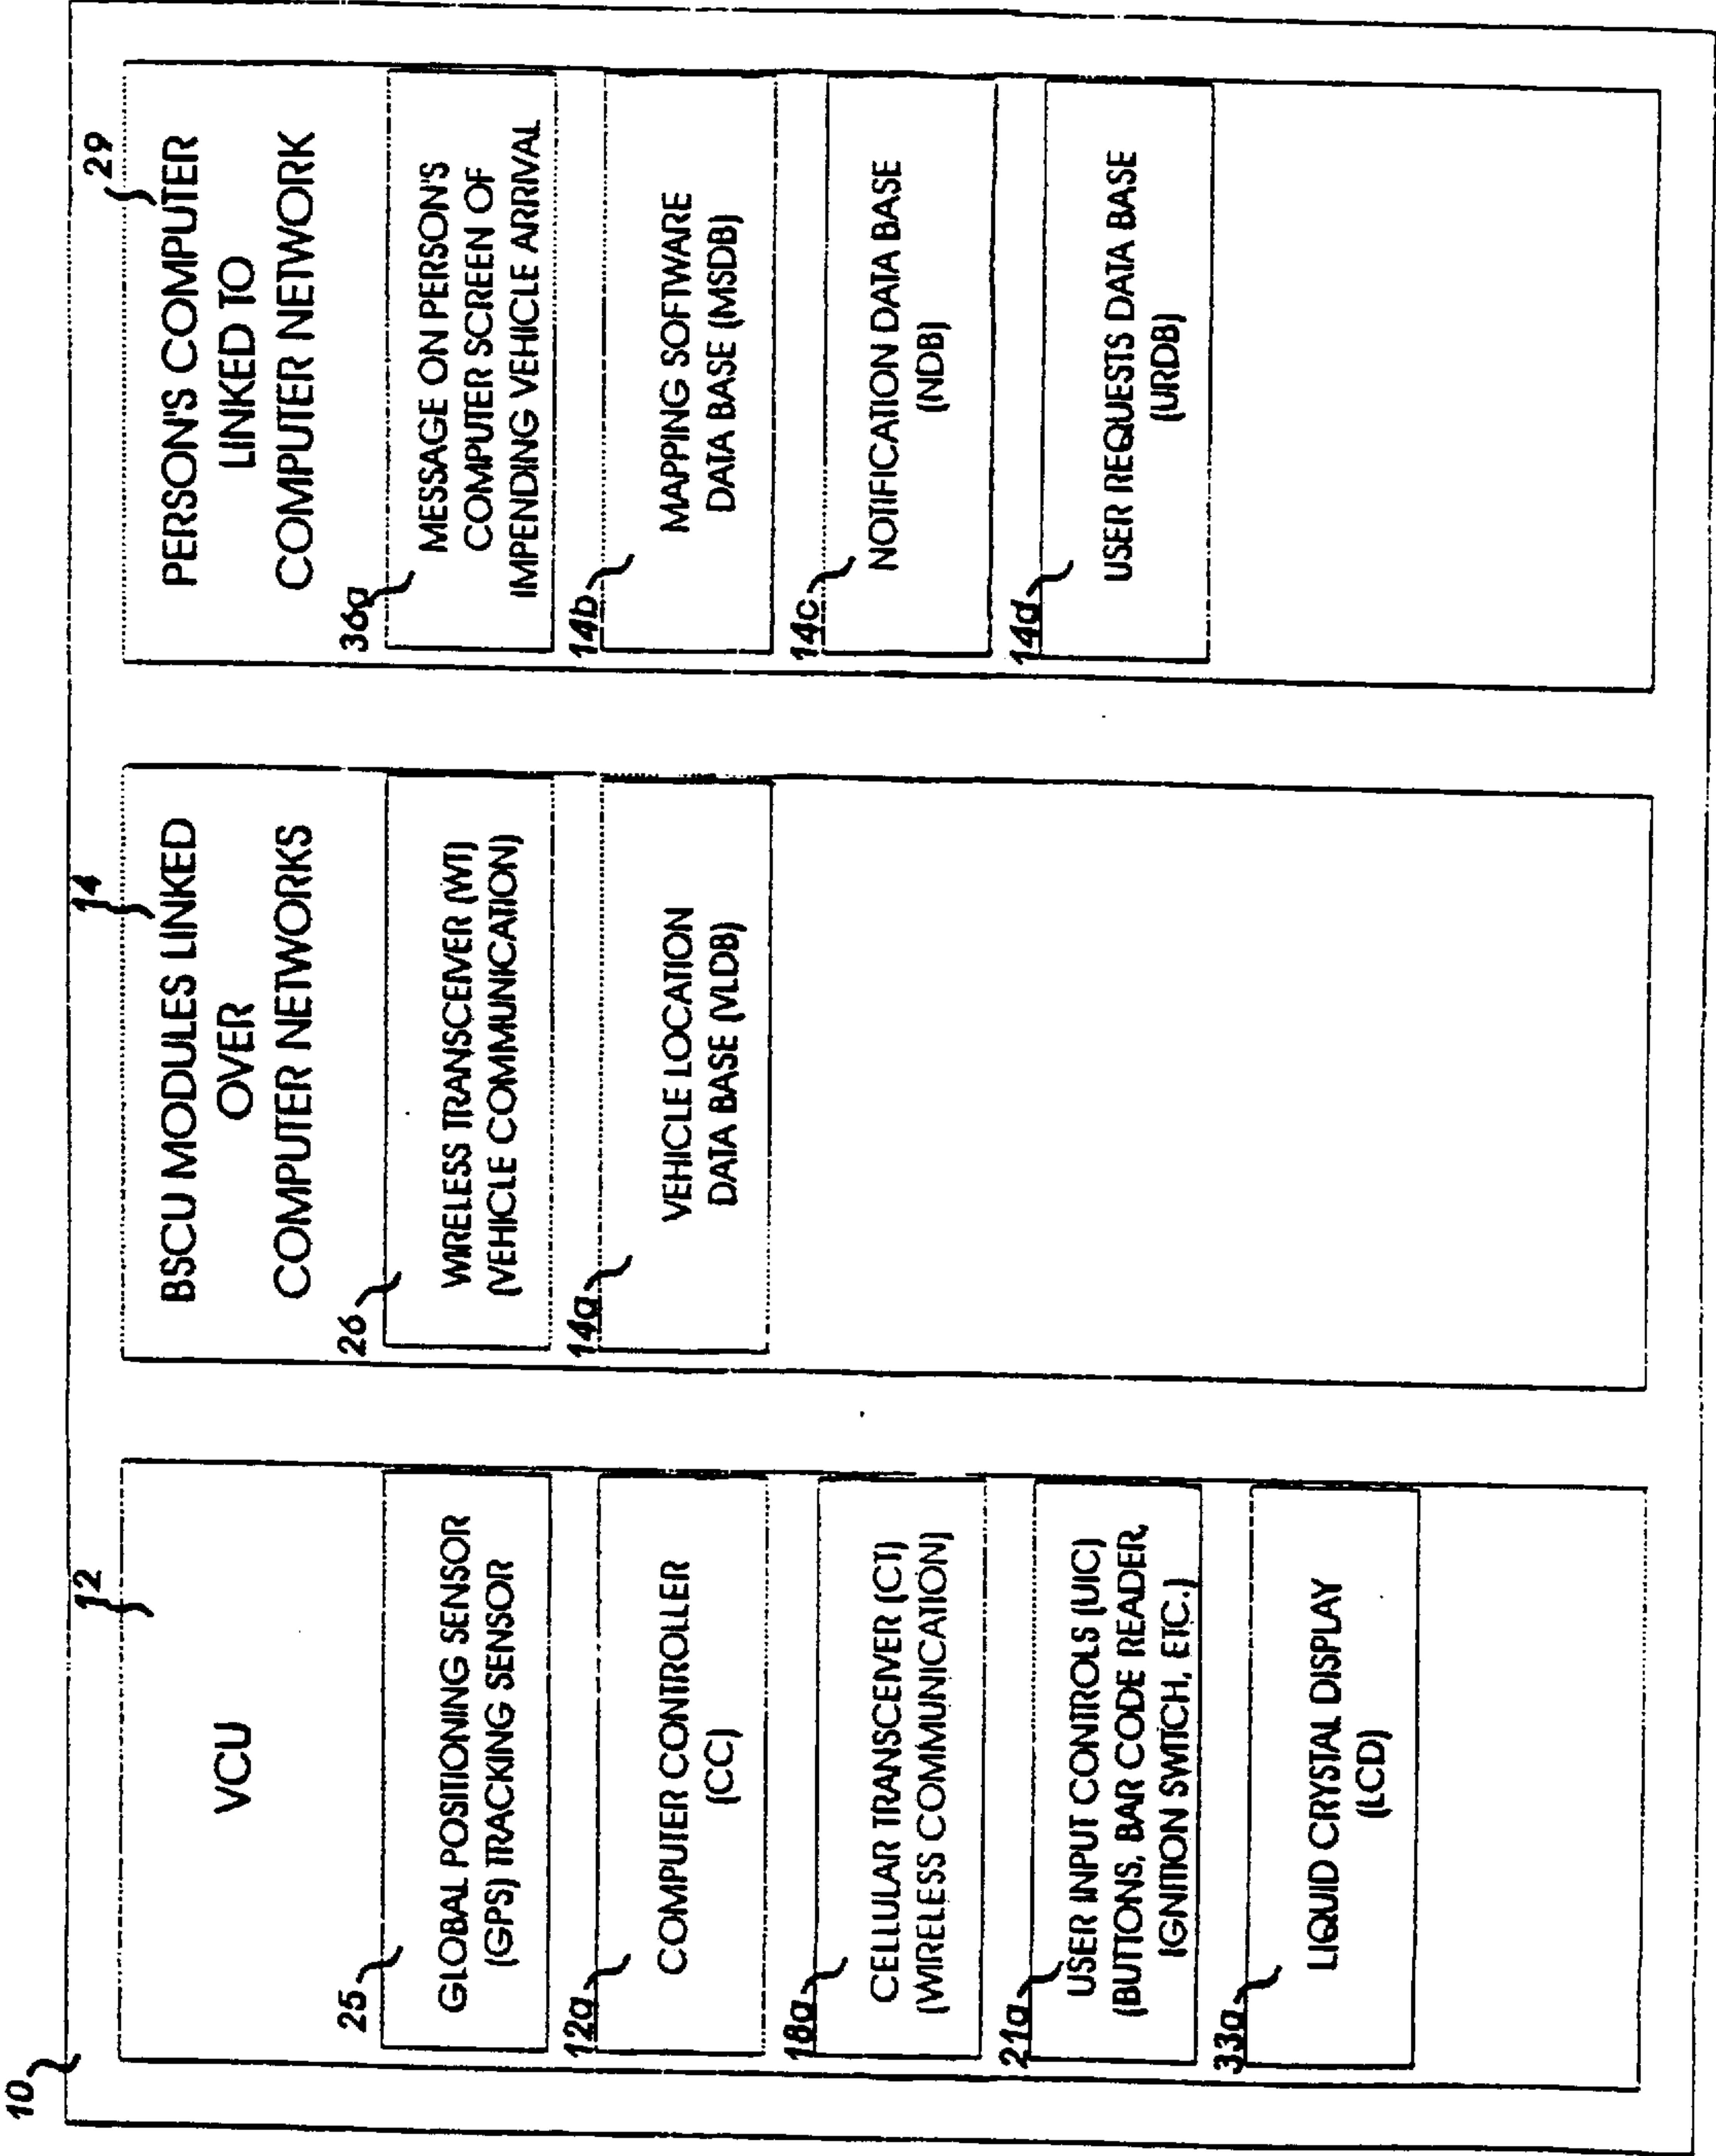 10
12
VCU
25
GLOBAL POSITIONING SENSOR
(GPS) TRACKING SENSOR
12a
COMPUTER CONTROLLER
(CC)
18a
CELLULAR TRANSCEIVER (CT)
(WIRELESS COMMUNICATION)
21a
USER INPUT CONTROLS (UIC)
(BUTTONS, BAR CODE READER,
IGNITION SWITCH, ETC.)
33a
LIQUID CRYSTAL DISPLAY
(LCD)
14
BSCU MODULES LINKED
OVER
COMPUTER NETWORKS
26
WIRELESS TRANSCEIVER (WT)
(VEHICLE COMMUNICATION)
14a
VEHICLE LOCATION
DATA BASE (VLDB)
29
PERSON'S COMPUTER
LINKED TO
COMPUTER NETWORK
36a
MESSAGE ON PERSON'S
COMPUTER SCREEN OF
IMPENDING VEHICLE ARRIVAL
14b
MAPPING SOFTWARE
DATA BASE (MSDB)
14c
NOTIFICATION DATA BASE
(NDB)
14d
USER REQUESTS DATA BASE
(URDB)